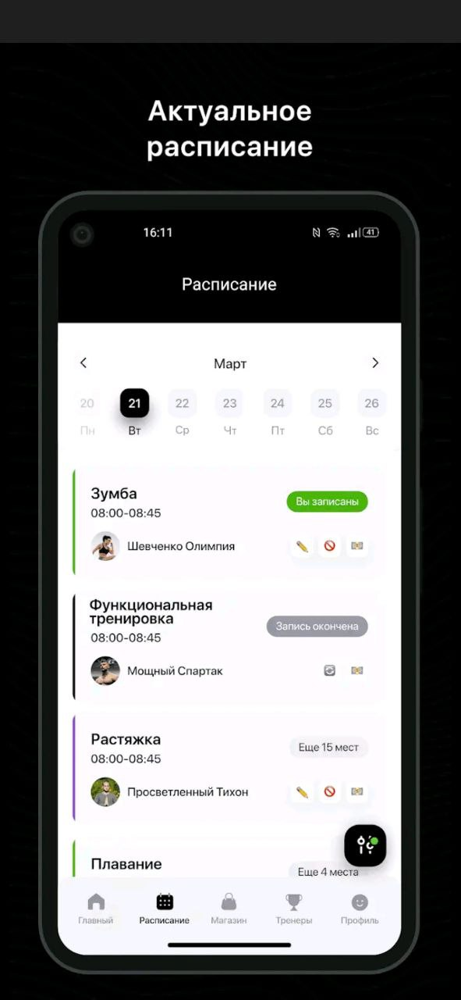 Актуальное
расписание
16:11
41
Расписание
Март
20 21 22 23 24 25 26
Пн Вт Ср Чт Пт Сб Вс
Зумба
08:00-08:45
Вы записаны
Шевченко Олимпия
Функциональная
тренировка
08:00-08:45
Запись окончена
Мощный Спартак
Растяжка
08:00-08:45
Еще 15 мест
Просветленный Тихон
Плавание
Еще 4 места
Главный Расписание Магазин Тренеры Профиль